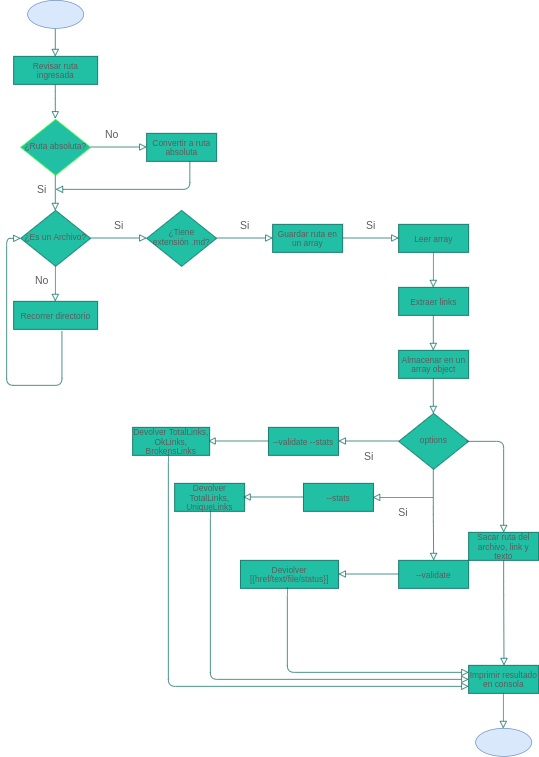 Revisar ruta
ingresada
¿Ruta absoluta?
No
Convertir a ruta
absoluta
Si
¿Es un Archivo?
Si
¿Tiene
extensión .md?
Si
Guardar ruta en
un array
Si
Leer array
No
Recorrer directorio
Extraer links
Almacenar en un
array object
options
Devolver TotalLinks,
OkLinks,
BrokensLinks
--validate --stats
Si
Devolver
TotalLinks,
UniqueLinks
--stats
Si
Sacar ruta del
archivo, link y
texto
Deviolver
[{href/text/file/status}]
--validate
Imprimir resultado
en consola